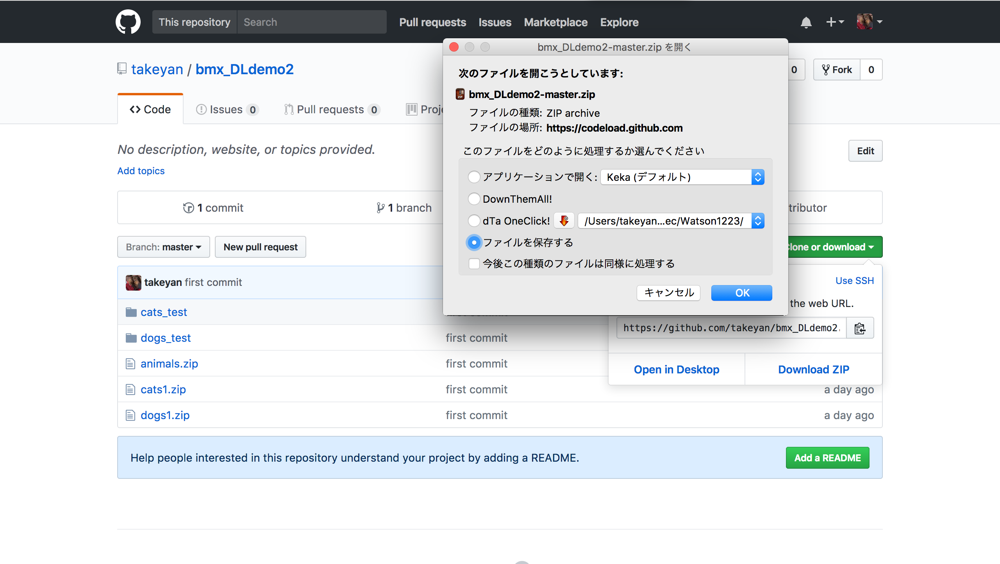 This repository Search Pull requests Issues Marketplace Explore
bmx_DLdemo2-master.zip を開く
takeyan / bmx_DLdemo2
0 Fork 0
Code Issues 0 Pull requests 0 Proje
次のファイルを開こうとしています:
bmx_DLdemo2-master.zip
ファイルの種類: ZIP archive
ファイルの場所: https://codeload.github.com
このファイルをどのように処理するか選んでください
アプリケーションで開く: Keka (デフォルト)
DownThemAll!
dTa OneClick! /Users/takeyan...ec/Watson1223/
ファイルを保存する
今後この種類のファイルは同様に処理する
キャンセル OK
No description, website, or topics provided.
Edit
Add topics
1 commit 1 branch tributor
Branch: master New pull request lone or download
takeyan first commit
Use SSH
the web URL.
https://github.com/takeyan/bmx_DLdemo2.
Open in Desktop Download ZIP
cats_test
dogs_test first commit
animals.zip first commit
cats1.zip first commit a day ago
dogs1.zip first commit a day ago
Help people interested in this repository understand your project by adding a README.
Add a README